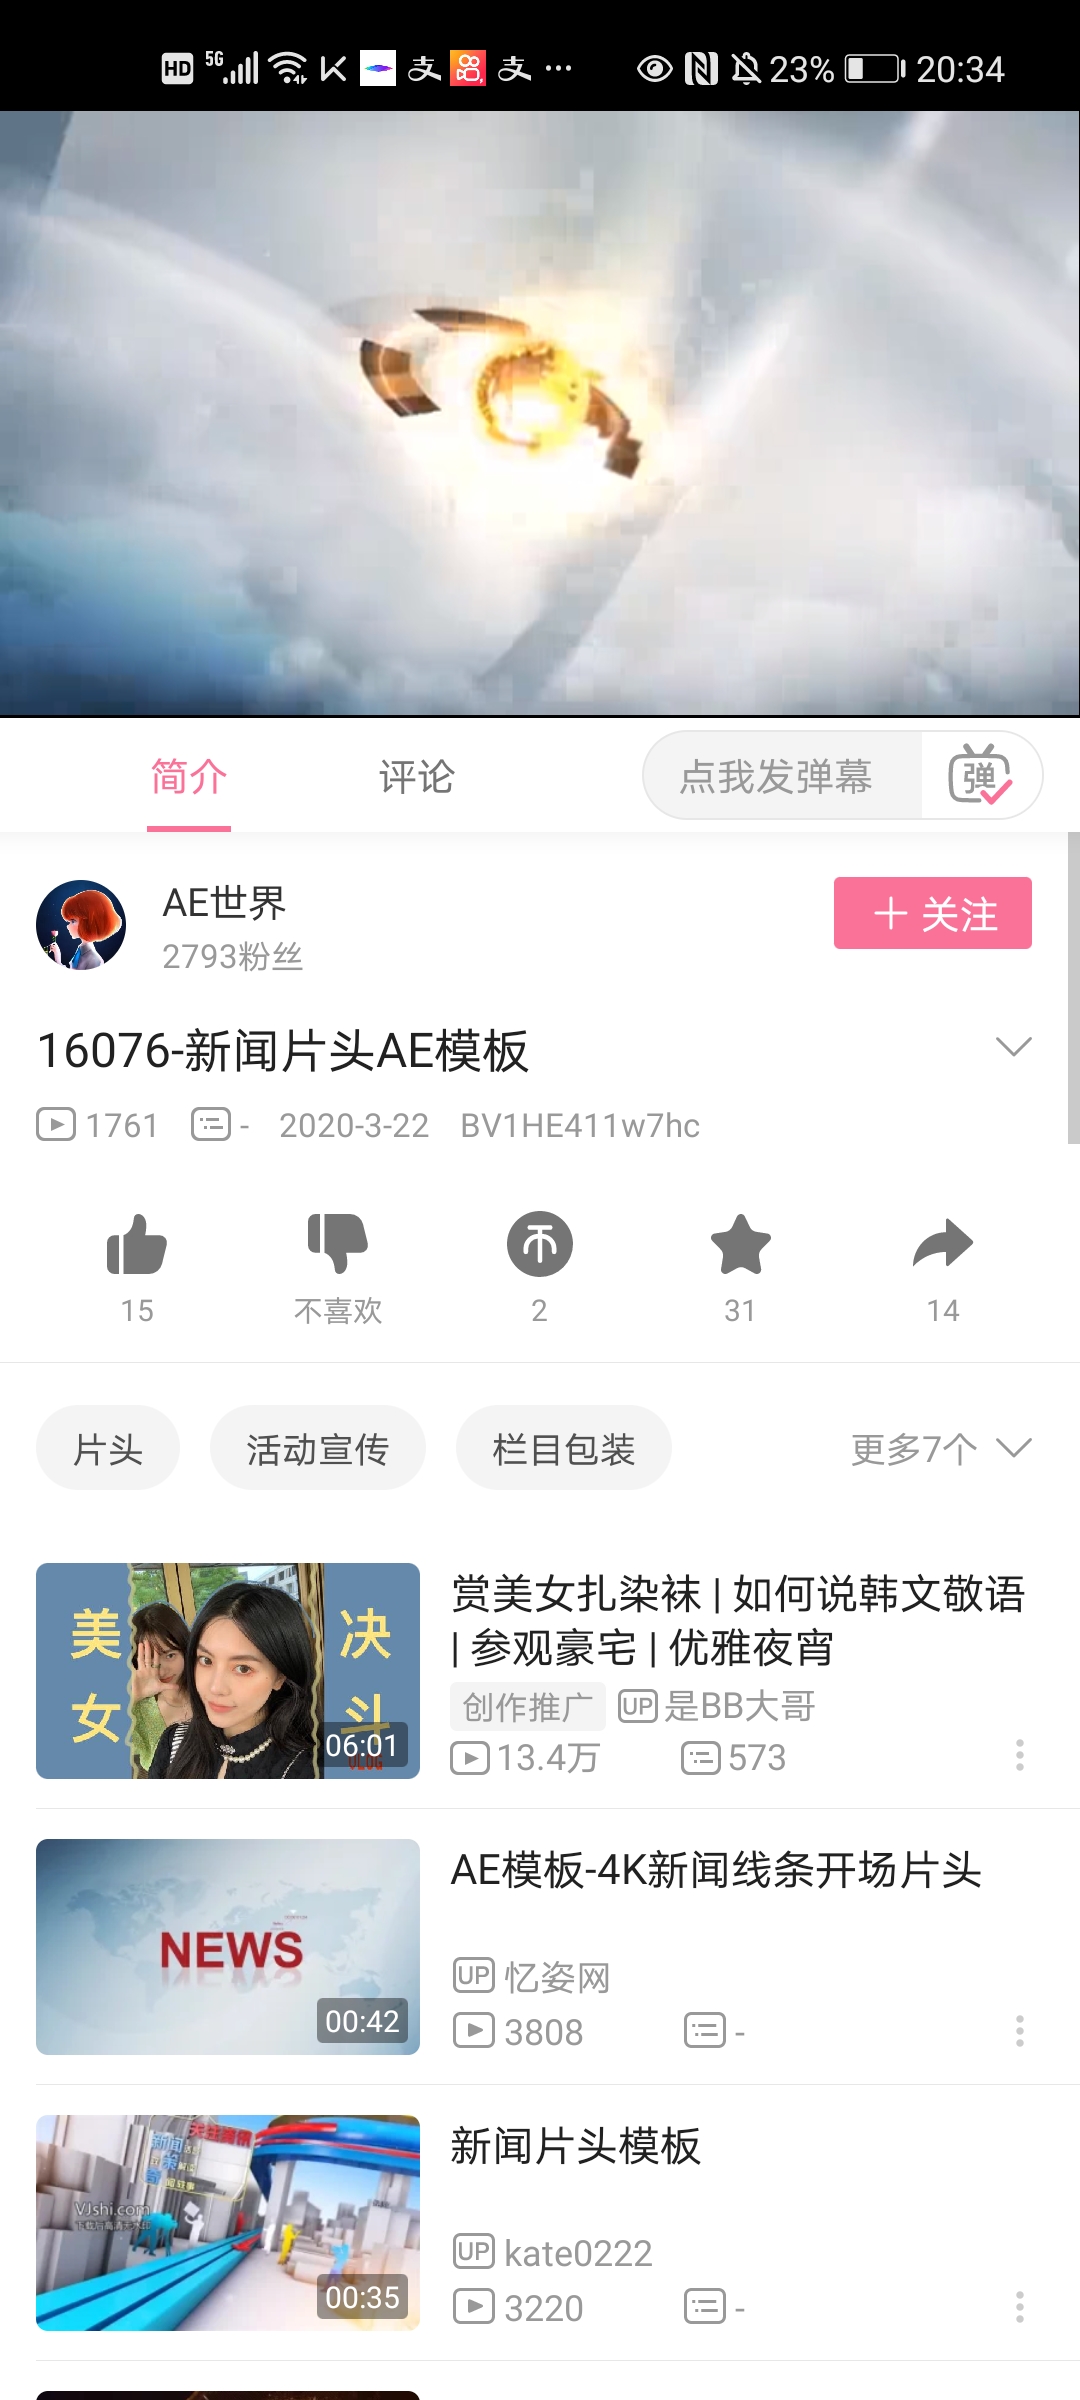 HD 5G 支 支 ... 23% 20:34
简介 评论 点我发弹幕 弹
AE世界
2793粉丝
+ 关注
16076-新闻片头AE模板
1761 - 2020-3-22 BV1HE411w7hc
15 不喜欢 2 31 14
片头 活动宣传 栏目包装 更多7个
美女 决斗
VLOG
06:01
赏美女扎染袜 | 如何说韩文敬语
| 参观豪宅 | 优雅夜宵
创作推广 UP 是BB大哥
13.4万 573
NEWS
00:42
AE模板-4K新闻线条开场片头
UP 忆姿网
3808 -
新闻
VJshi.com
00:35
新闻片头模板
UP kate0222
3220 -